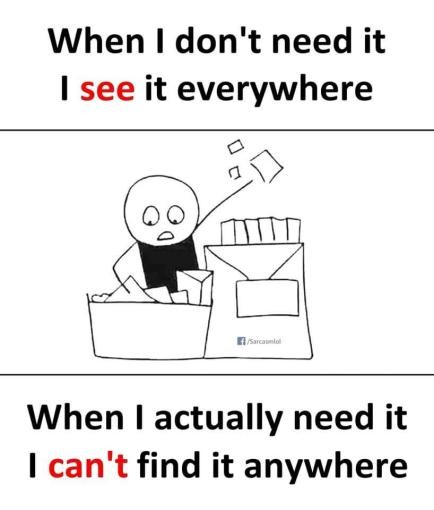 When I don't need it
I see it everywhere
f/Sarcasmlol
When I actually need it
I can't find it anywhere